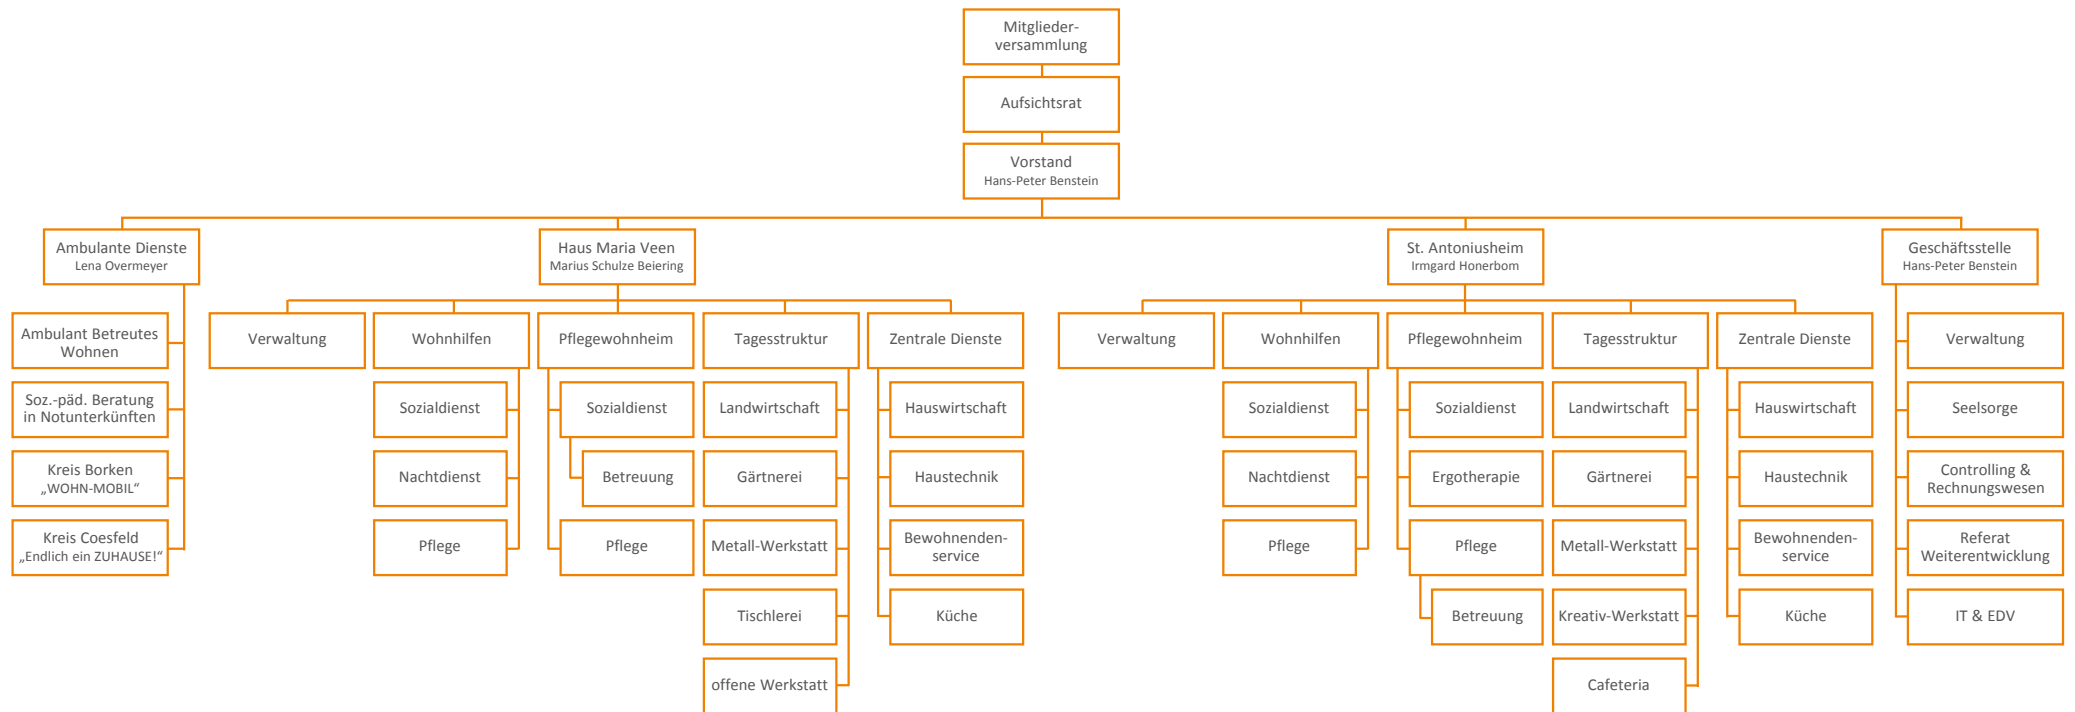 Mitglieder-
versammlung
Aufsichtsrat
Vorstand
Hans-Peter Benstein
Ambulante Dienste
Lena Overmeyer
Ambulant Betreutes
Wohnen
Soz.-päd. Beratung
in Notunterkünften
Kreis Borken
„WOHN-MOBIL“
Kreis Coesfeld
„Endlich ein ZUHAUSE!“
Haus Maria Veen
Marius Schulze Beiering
Verwaltung
Wohnhilfen
Sozialdienst
Nachtdienst
Pflege
Pflegewohnheim
Sozialdienst
Betreuung
Pflege
Tagesstruktur
Landwirtschaft
Gärtnerei
Metall-Werkstatt
Tischlerei
offene Werkstatt
Zentrale Dienste
Hauswirtschaft
Haustechnik
Bewohnenden-
service
Küche
St. Antoniusheim
Irmgard Honerbom
Verwaltung
Wohnhilfen
Sozialdienst
Nachtdienst
Pflege
Pflegewohnheim
Sozialdienst
Ergotherapie
Pflege
Betreuung
Tagesstruktur
Landwirtschaft
Gärtnerei
Metall-Werkstatt
Kreativ-Werkstatt
Cafeteria
Zentrale Dienste
Hauswirtschaft
Haustechnik
Bewohnenden-
service
Küche
Geschäftsstelle
Hans-Peter Benstein
Verwaltung
Seelsorge
Controlling &
Rechnungswesen
Referat
Weiterentwicklung
IT & EDV